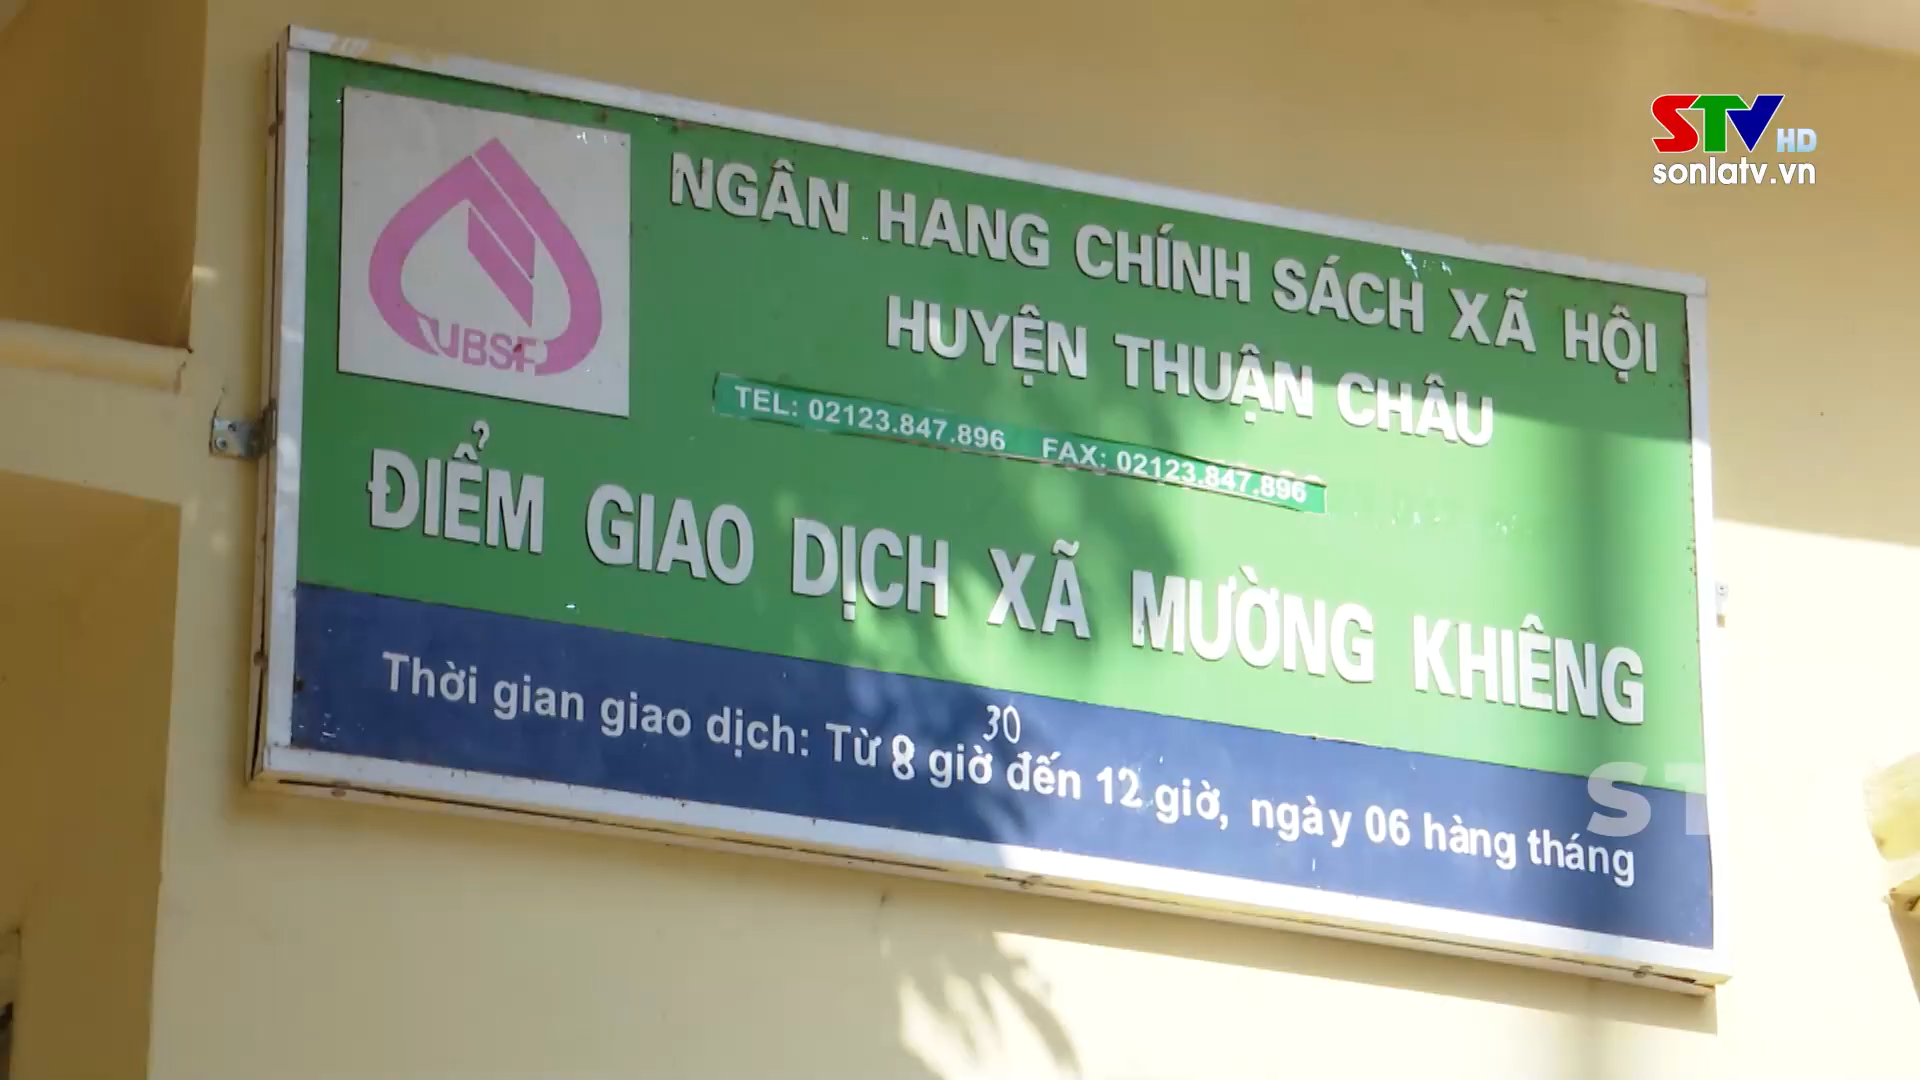 STV HD
sonlatv.vn
VBSP
NGÂN HANG CHÍNH SÁCH XÃ HỘI
HUYỆN THUẬN CHÂU
TEL: 02123.847.896 FAX: 02123.847.896
ĐIỂM GIAO DỊCH XÃ MƯỜNG KHIÊNG
30
Thời gian giao dịch: Từ 8 giờ đến 12 giờ, ngày 06 hàng tháng